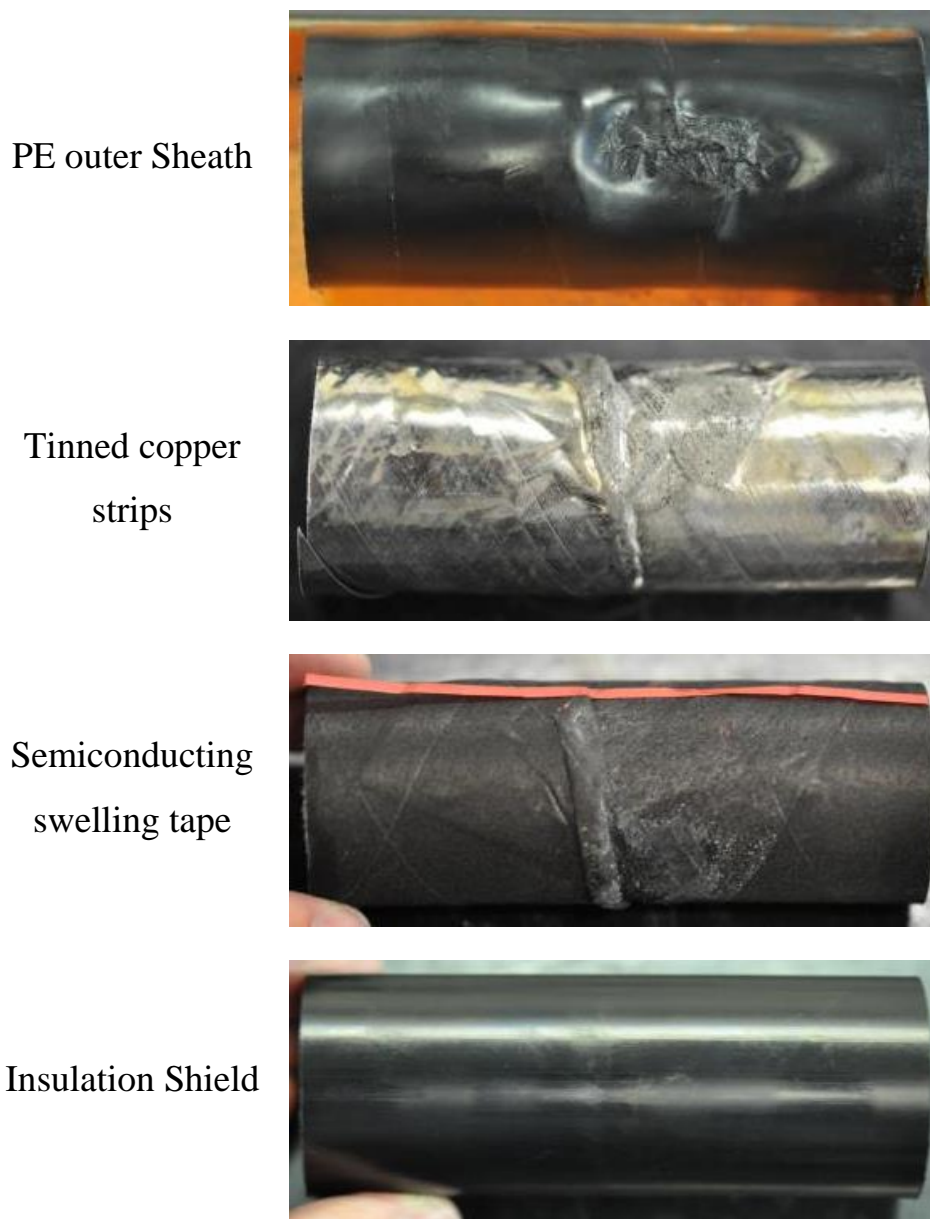 PE outer Sheath
Tinned copper
strips
Semiconducting
swelling tape
Insulation Shield